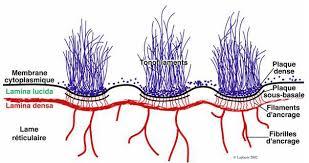 Tonofilaments
Membrane
cytoplasmique
Lamina lucida
Lamina densa
Lame
réticulaire
Plaque
dense
Plaque
sous-basale
Filaments
d'ancrage
Fibrilles
d'ancrage